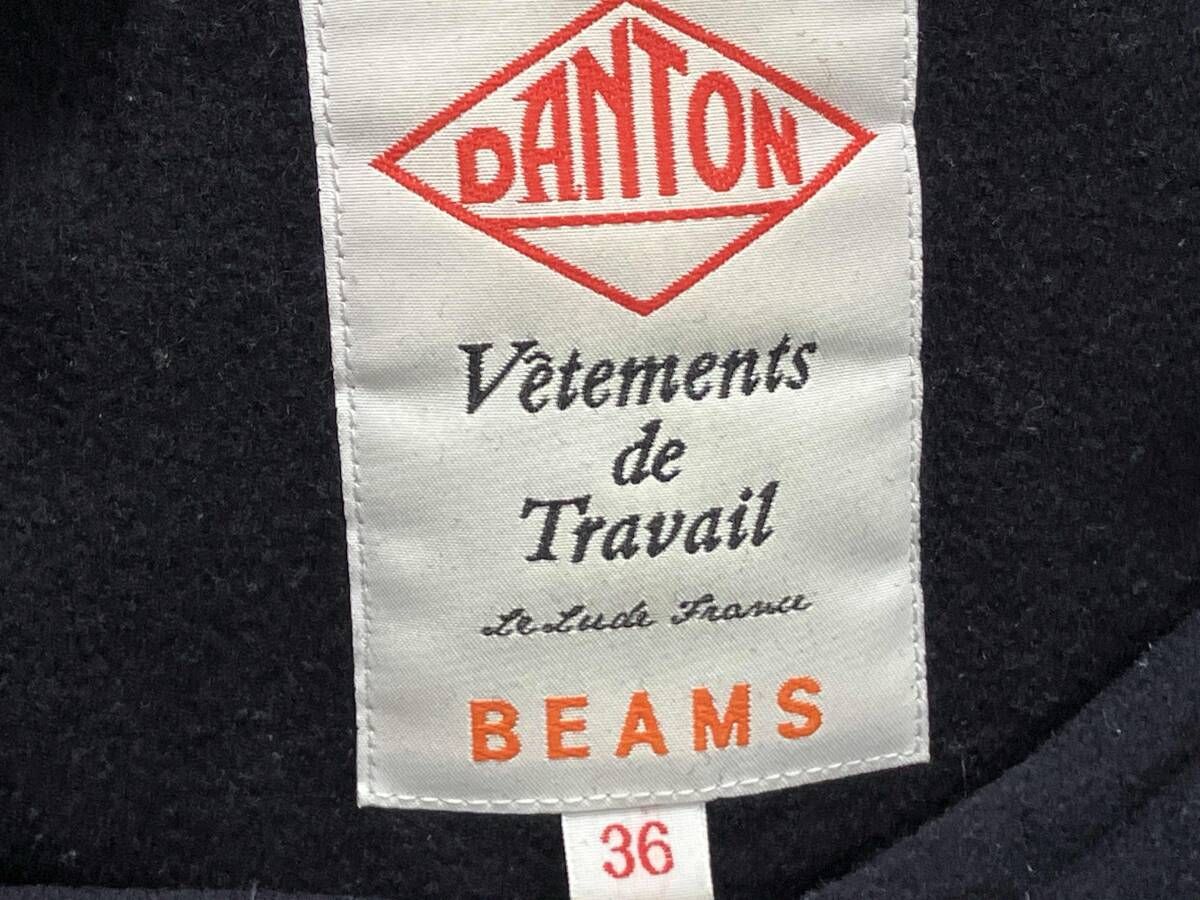 DANTON
Vêtements
de
Travail
Le Lude France
BEAMS
36